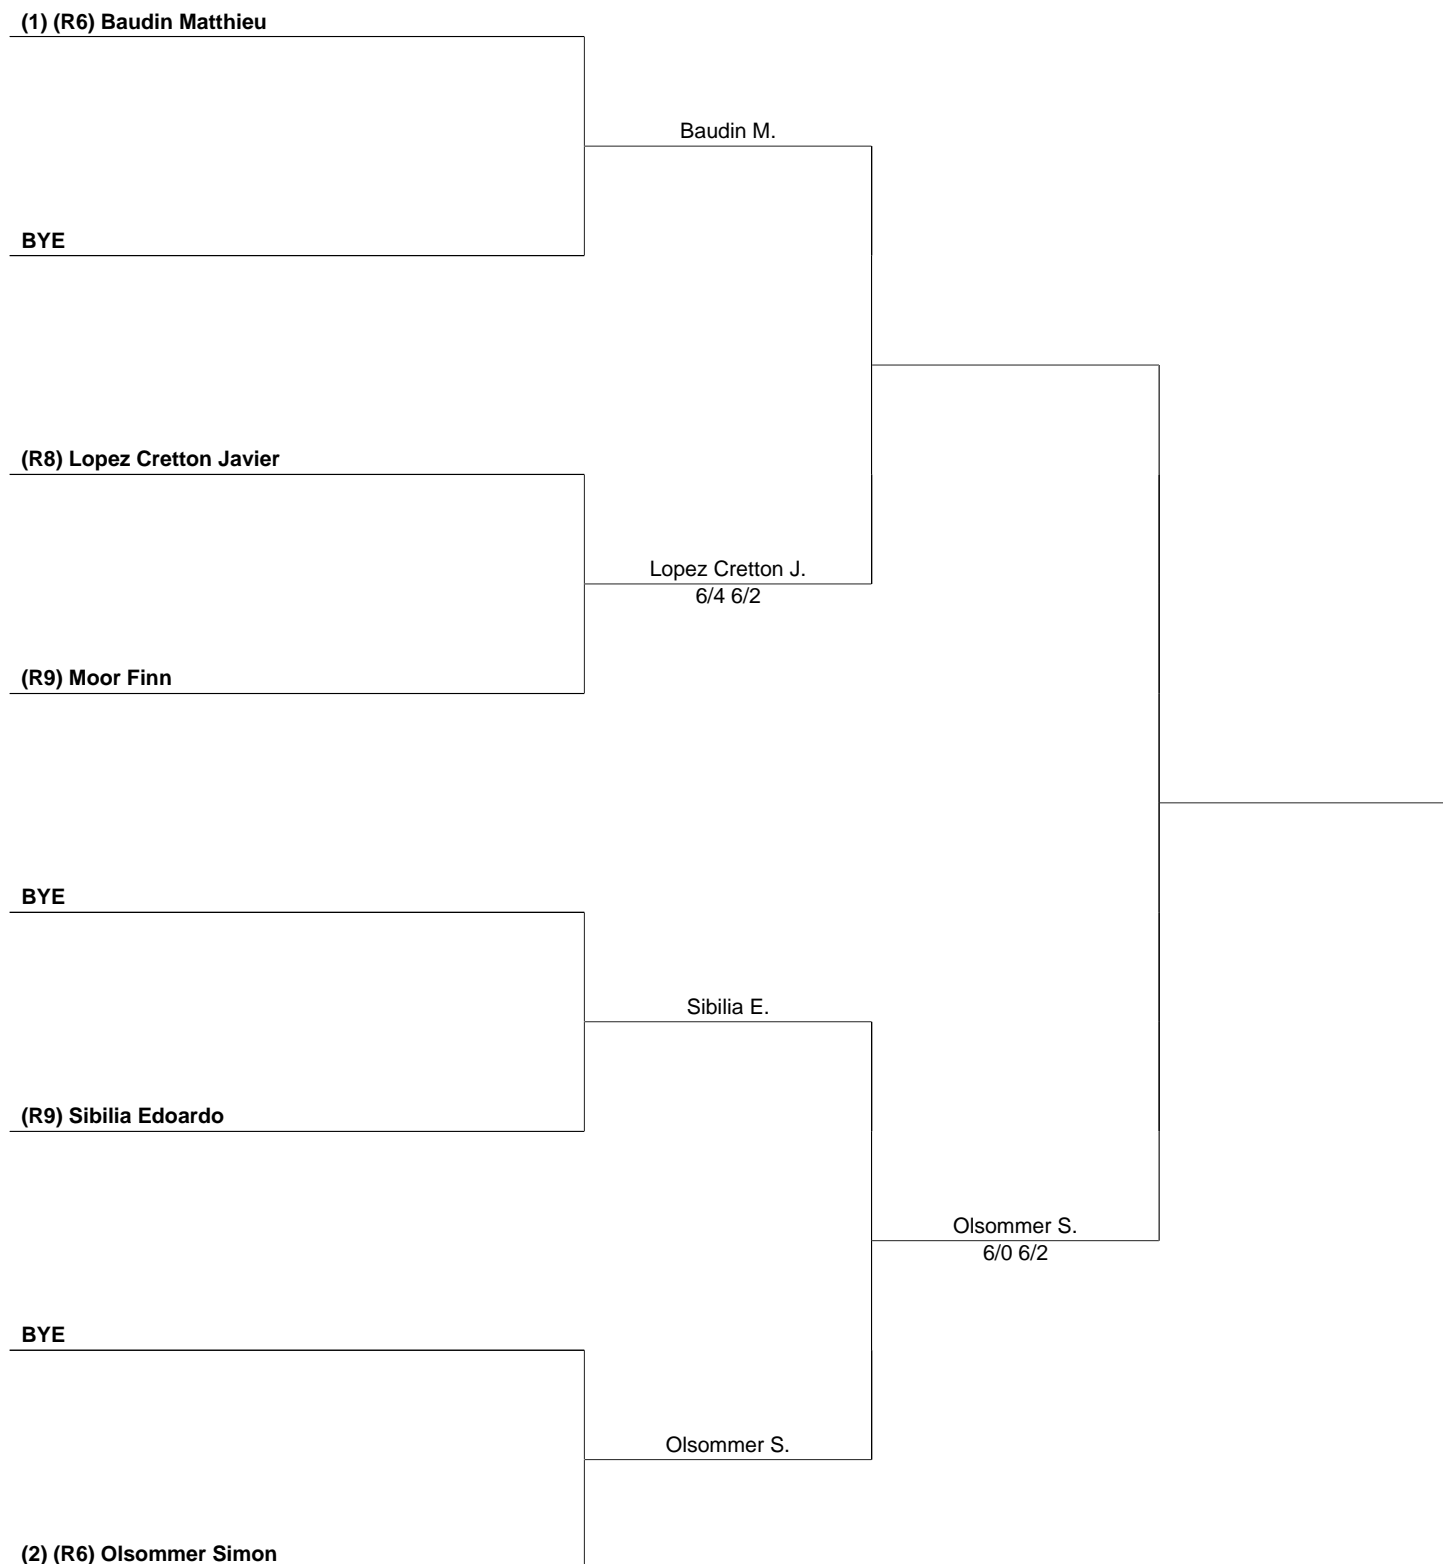 (1) (R6) Baudin Matthieu
Baudin M.
BYE
(R8) Lopez Cretton Javier
Lopez Cretton J.
6/4 6/2
(R9) Moor Finn
BYE
Sibilia E.
(R9) Sibilia Edoardo
Olsommer S.
6/0 6/2
BYE
Olsommer S.
(2) (R6) Olsommer Simon